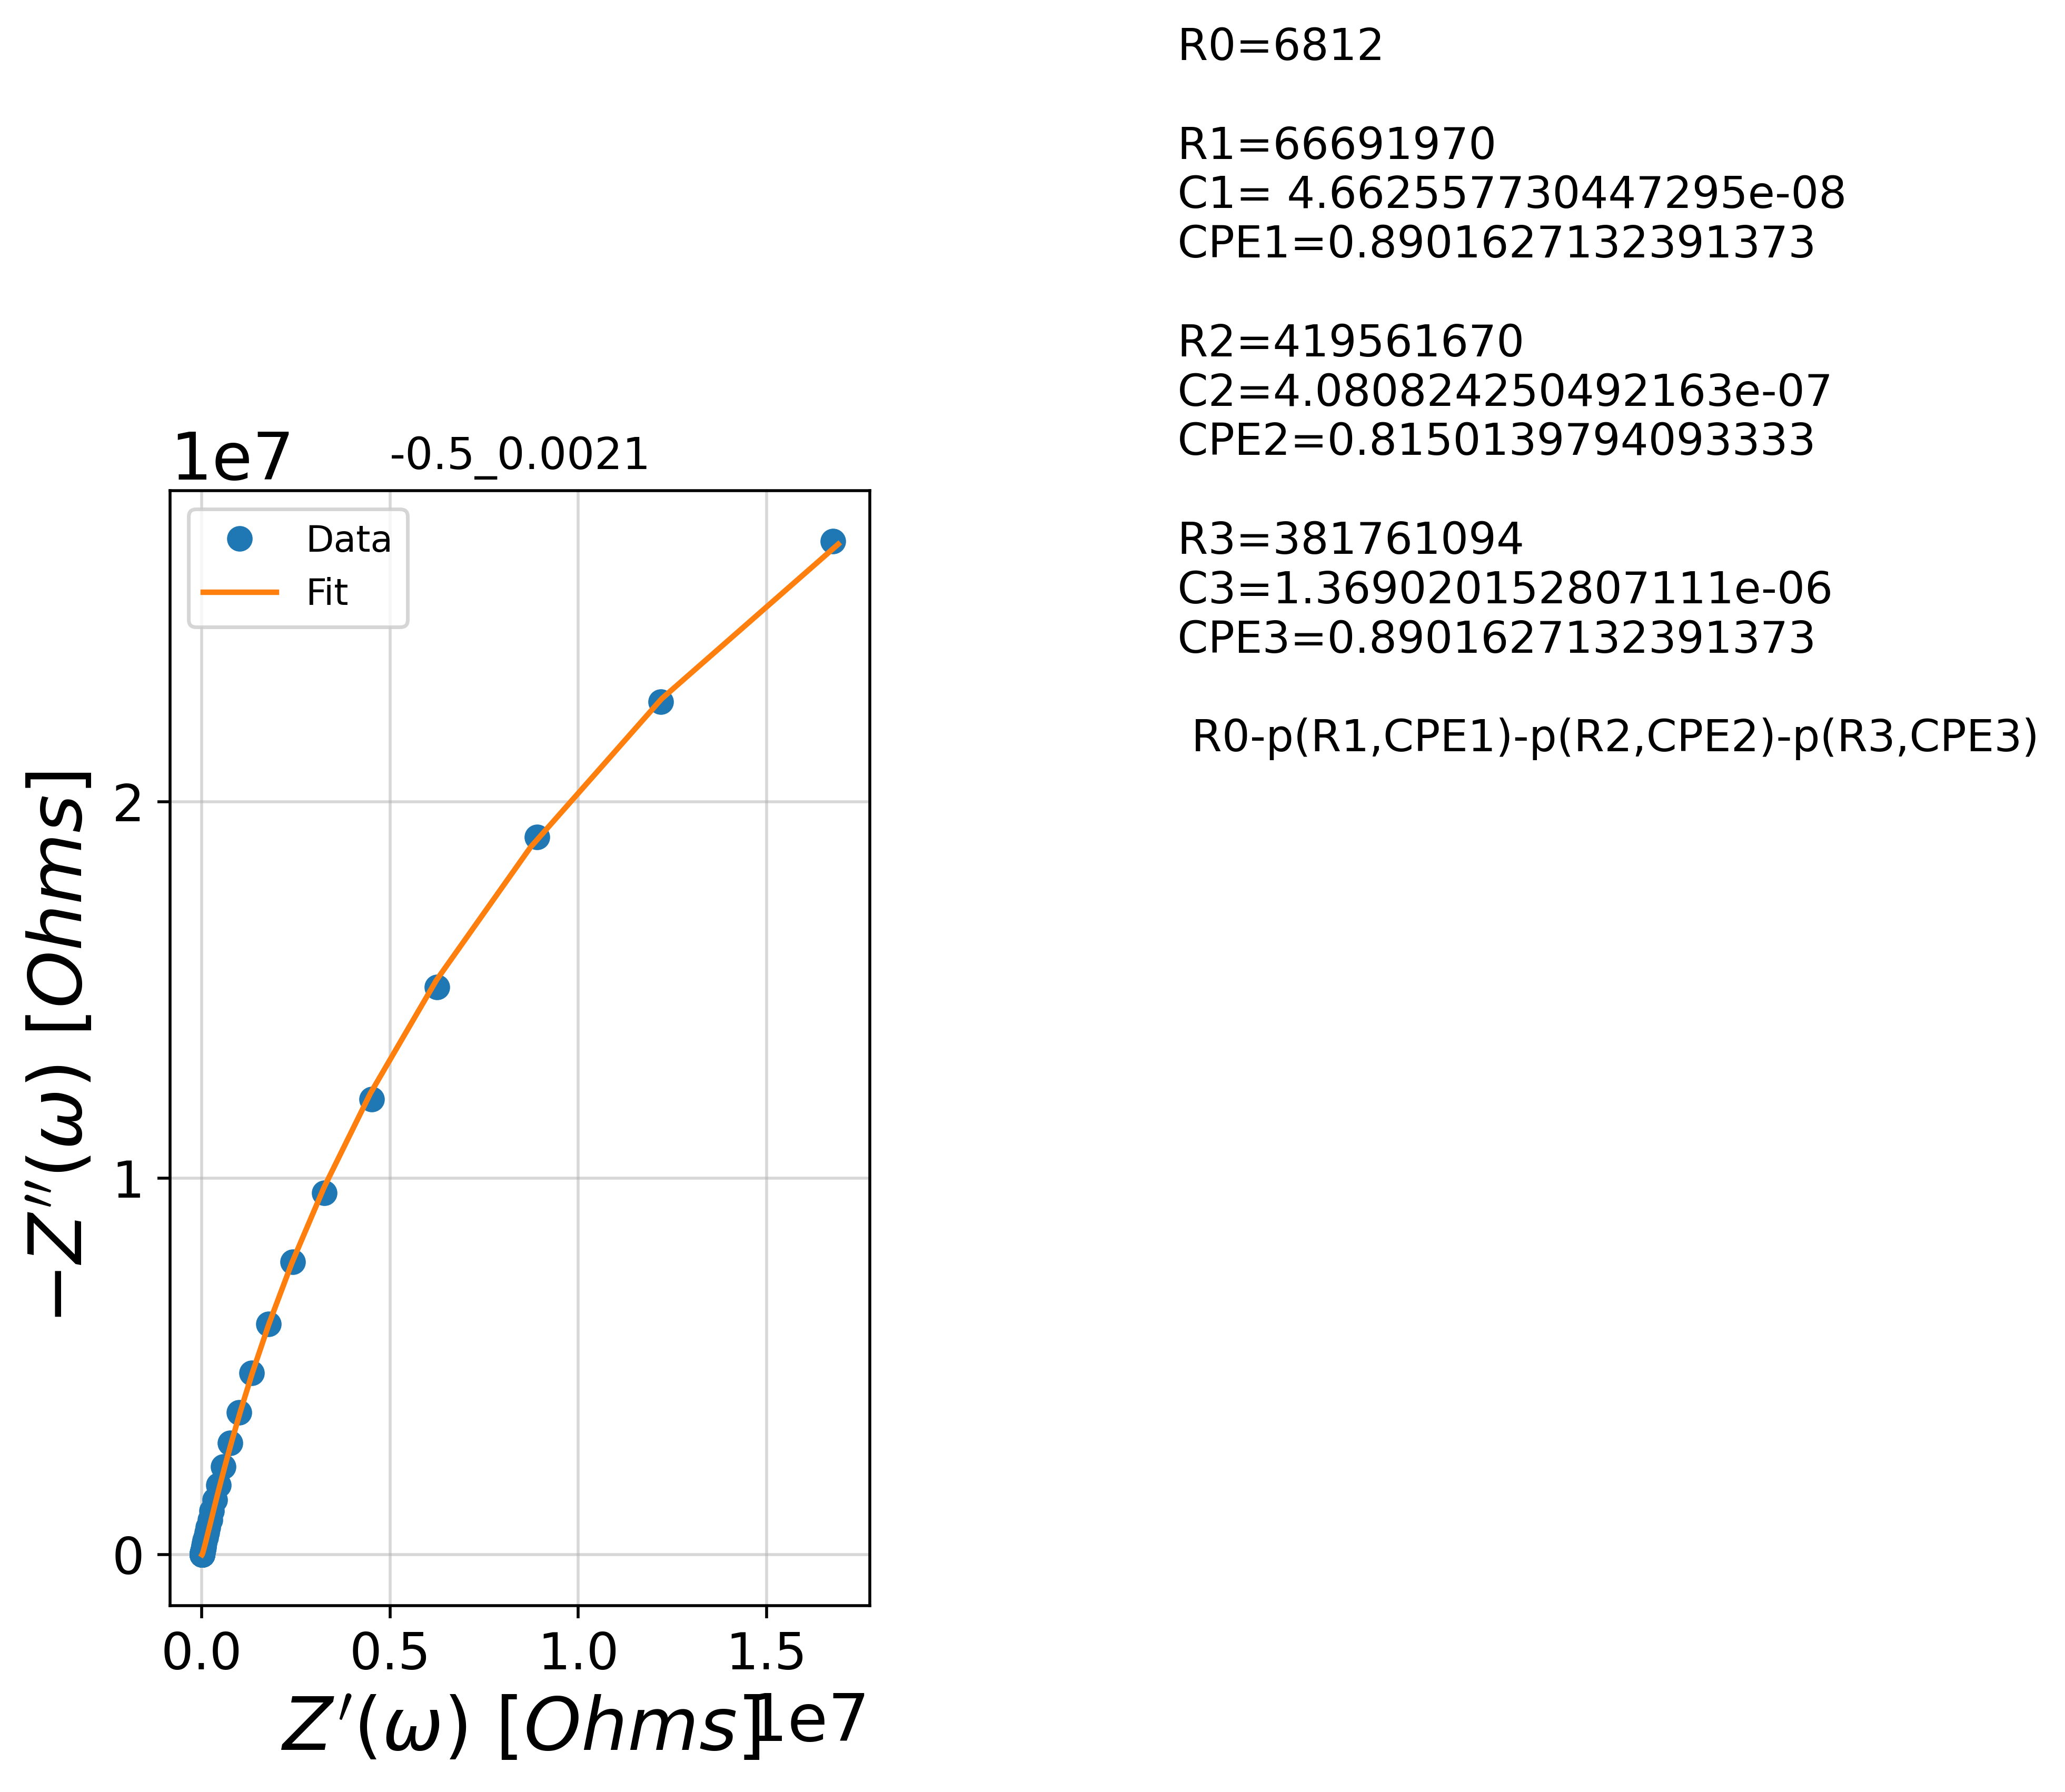 R0=6812
R1=66691970
C1= 4.6625577730447295e-08
CPE1=0.8901627132391373
R2=419561670
C2=4.080824250492163e-07
CPE2=0.8150139794093333
R3=381761094
C3=1.369020152807111e-06
CPE3=0.8901627132391373
R0-p(R1,CPE1)-p(R2,CPE2)-p(R3,CPE3)
1e7
-0.5_0.0021
Data
Fit
2
1
0
−Z′′(ω) [Ohms]
0.0 0.5 1.0 1.5
Z′(ω) [Ohms]
1e7